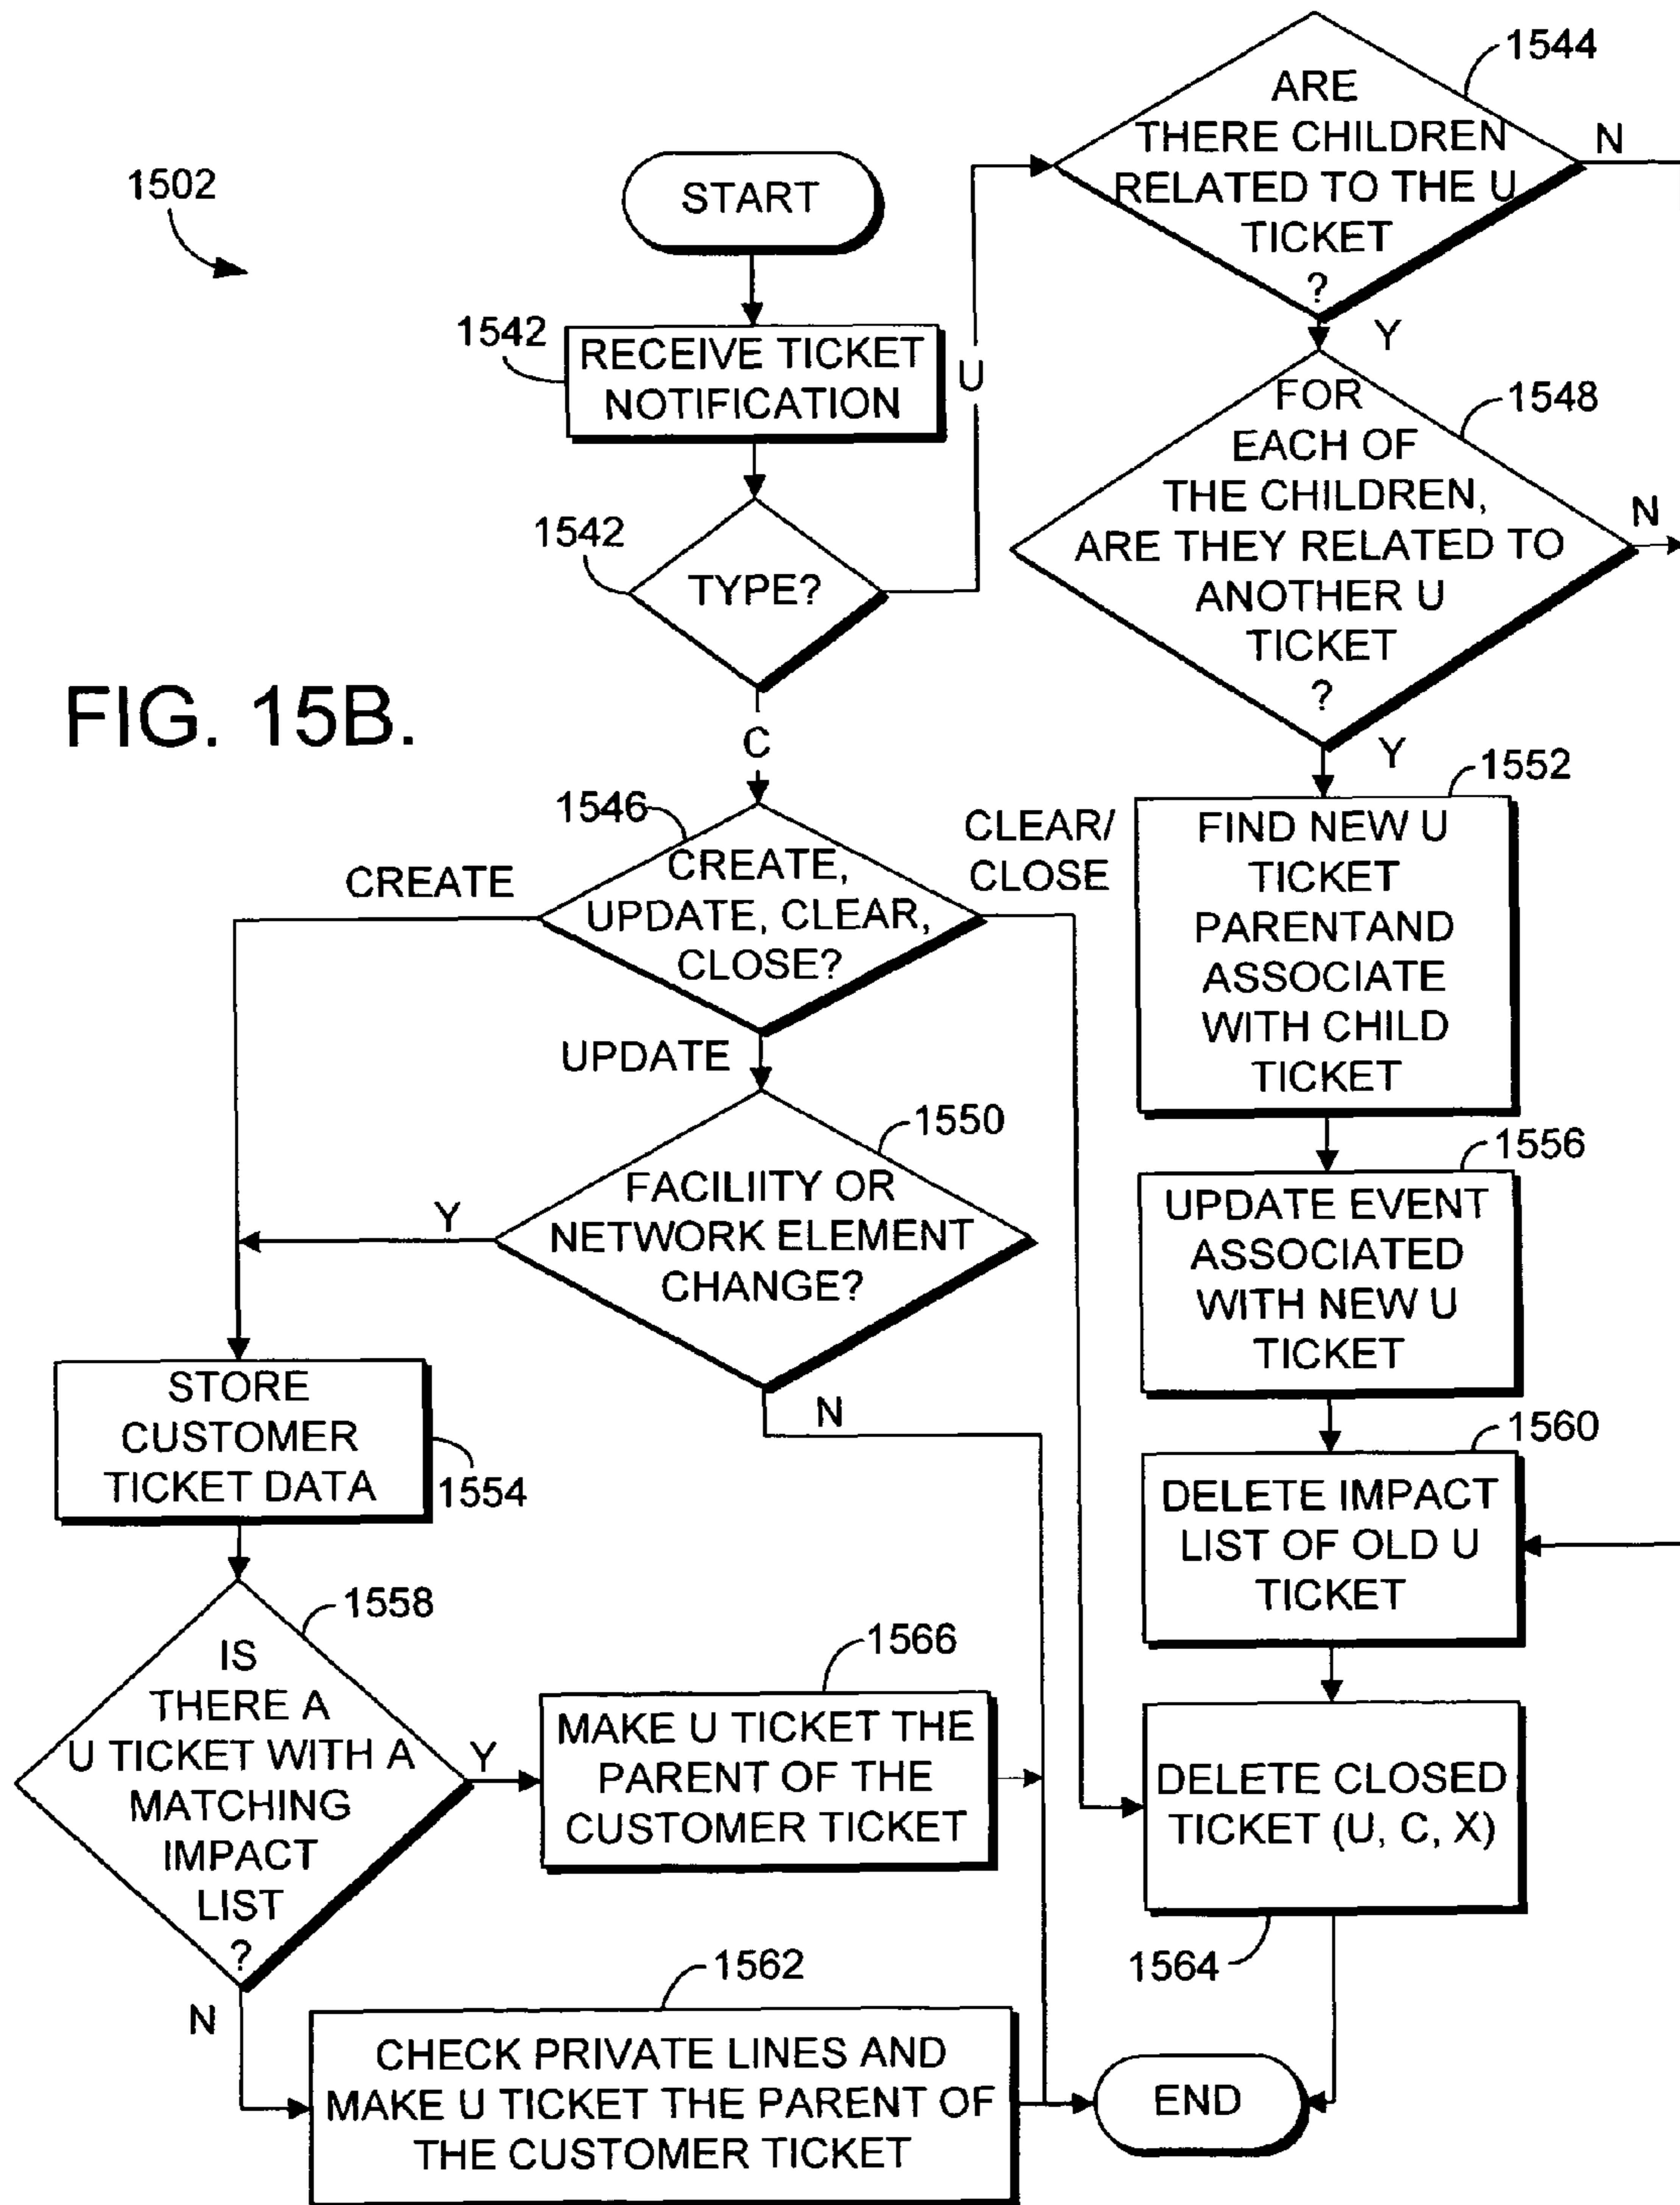 1502
START
1542
RECEIVE TICKET
NOTIFICATION
1542
TYPE?
U
C
FIG. 15B.
1546
CREATE,
UPDATE, CLEAR,
CLOSE?
CREATE
CLEAR/
CLOSE
UPDATE
1550
FACILIITY OR
NETWORK ELEMENT
CHANGE?
Y
N
STORE
CUSTOMER
TICKET DATA
1554
1558
IS
THERE A
U TICKET WITH A
MATCHING
IMPACT
LIST
?
Y
N
1566
MAKE U TICKET THE
PARENT OF THE
CUSTOMER TICKET
1562
CHECK PRIVATE LINES AND
MAKE U TICKET THE PARENT OF
THE CUSTOMER TICKET
1544
ARE
THERE CHILDREN
RELATED TO THE U
TICKET
?
N
Y
1548
FOR
EACH OF
THE CHILDREN,
ARE THEY RELATED TO
ANOTHER U
TICKET
?
N
Y
1552
FIND NEW U
TICKET
PARENTAND
ASSOCIATE
WITH CHILD
TICKET
1556
UPDATE EVENT
ASSOCIATED
WITH NEW U
TICKET
1560
DELETE IMPACT
LIST OF OLD U
TICKET
DELETE CLOSED
TICKET (U, C, X)
1564
END